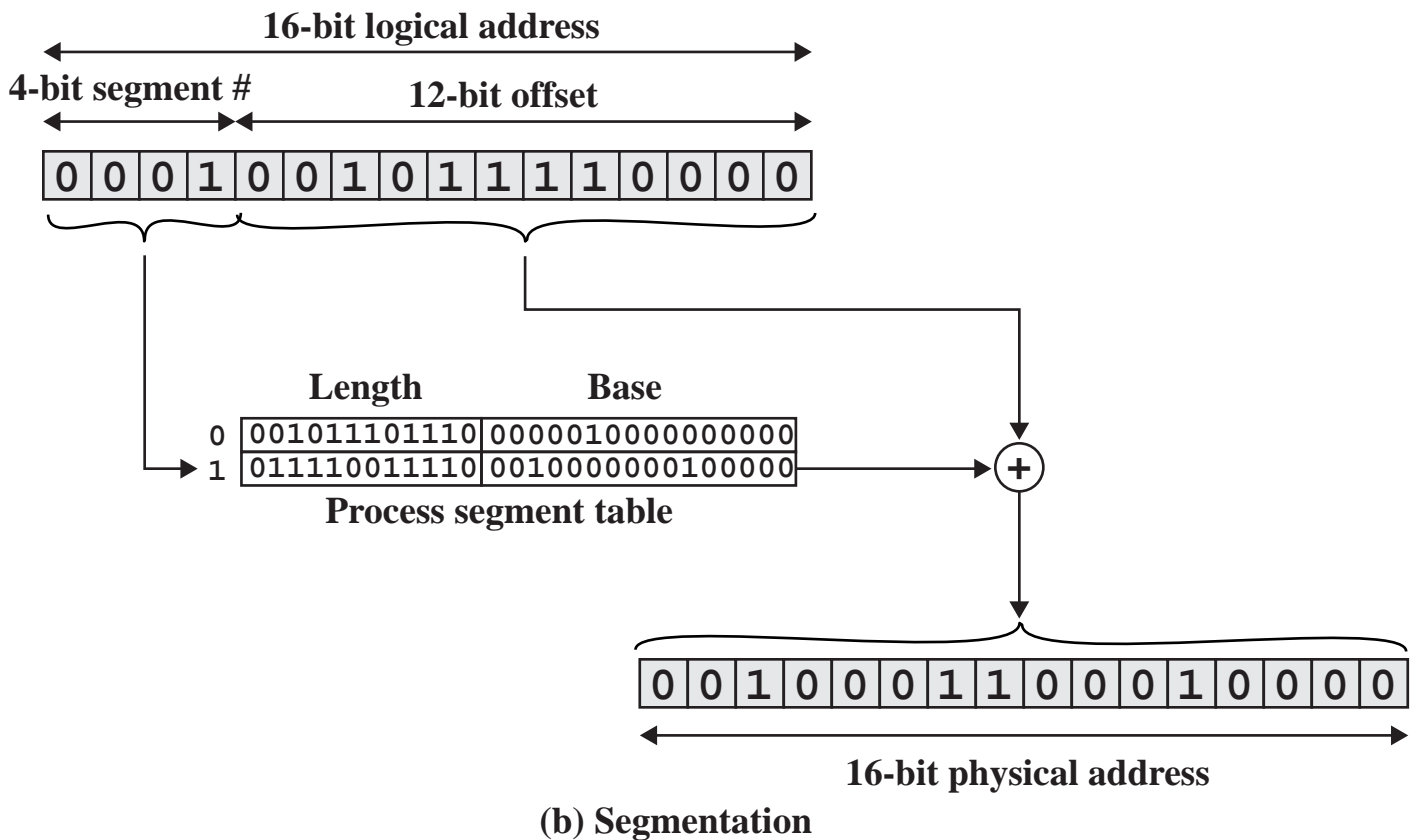 16-bit logical address
4-bit segment # 12-bit offset
0 0 0 1 0 0 1 0 1 1 1 1 0 0 0 0
Length Base
0 001011101110 0000010000000000
1 011110011110 0010000000100000
+
Process segment table
0 0 1 0 0 0 1 1 0 0 0 1 0 0 0 0
16-bit physical address
(b) Segmentation